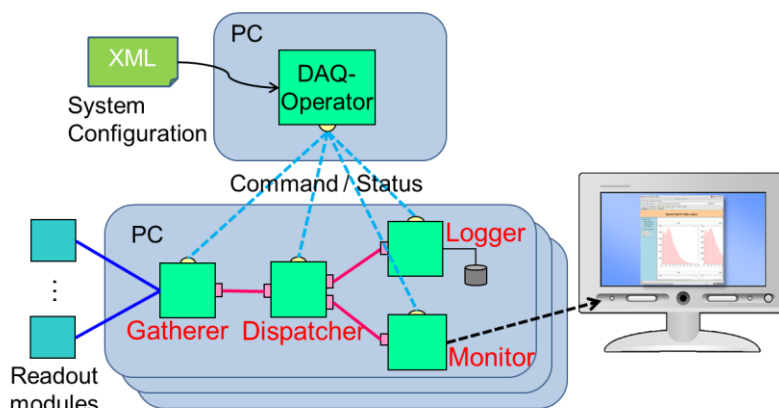 PC
XML
DAQ-
Operator
System
Configuration
Command / Status
PC
Logger
Gatherer
Dispatcher
Monitor
Readout
modules